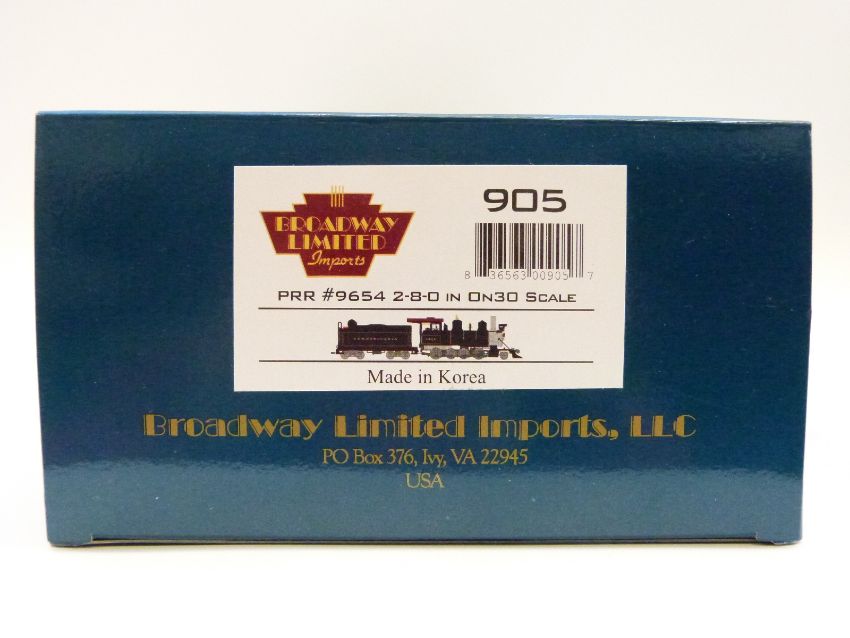 BROADWAY
LIMITED
Imports
905
8 36563 00905 7
PRR #9654 2-8-0 IN ON30 SCALE
Made in Korea
Broadway Limited Imports, LLC
PO Box 376, Ivy, VA 22945
USA